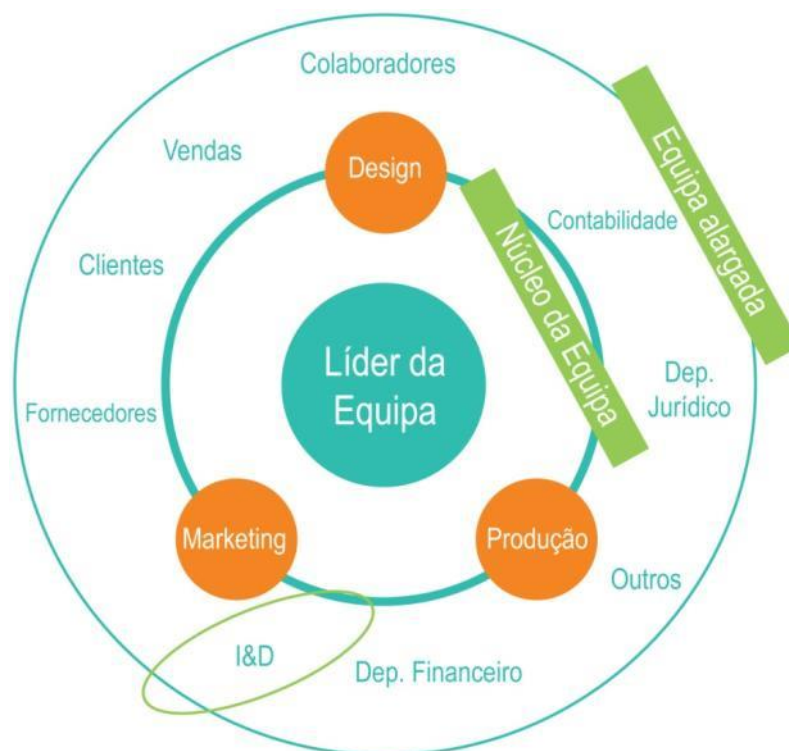 Colaboradores
Vendas
Design
Equipa alargada
Contabilidade
Núcleo da Equipa
Clientes
Líder da
Equipa
Dep.
Jurídico
Fornecedores
Marketing
Produção
Outros
I&D
Dep. Financeiro